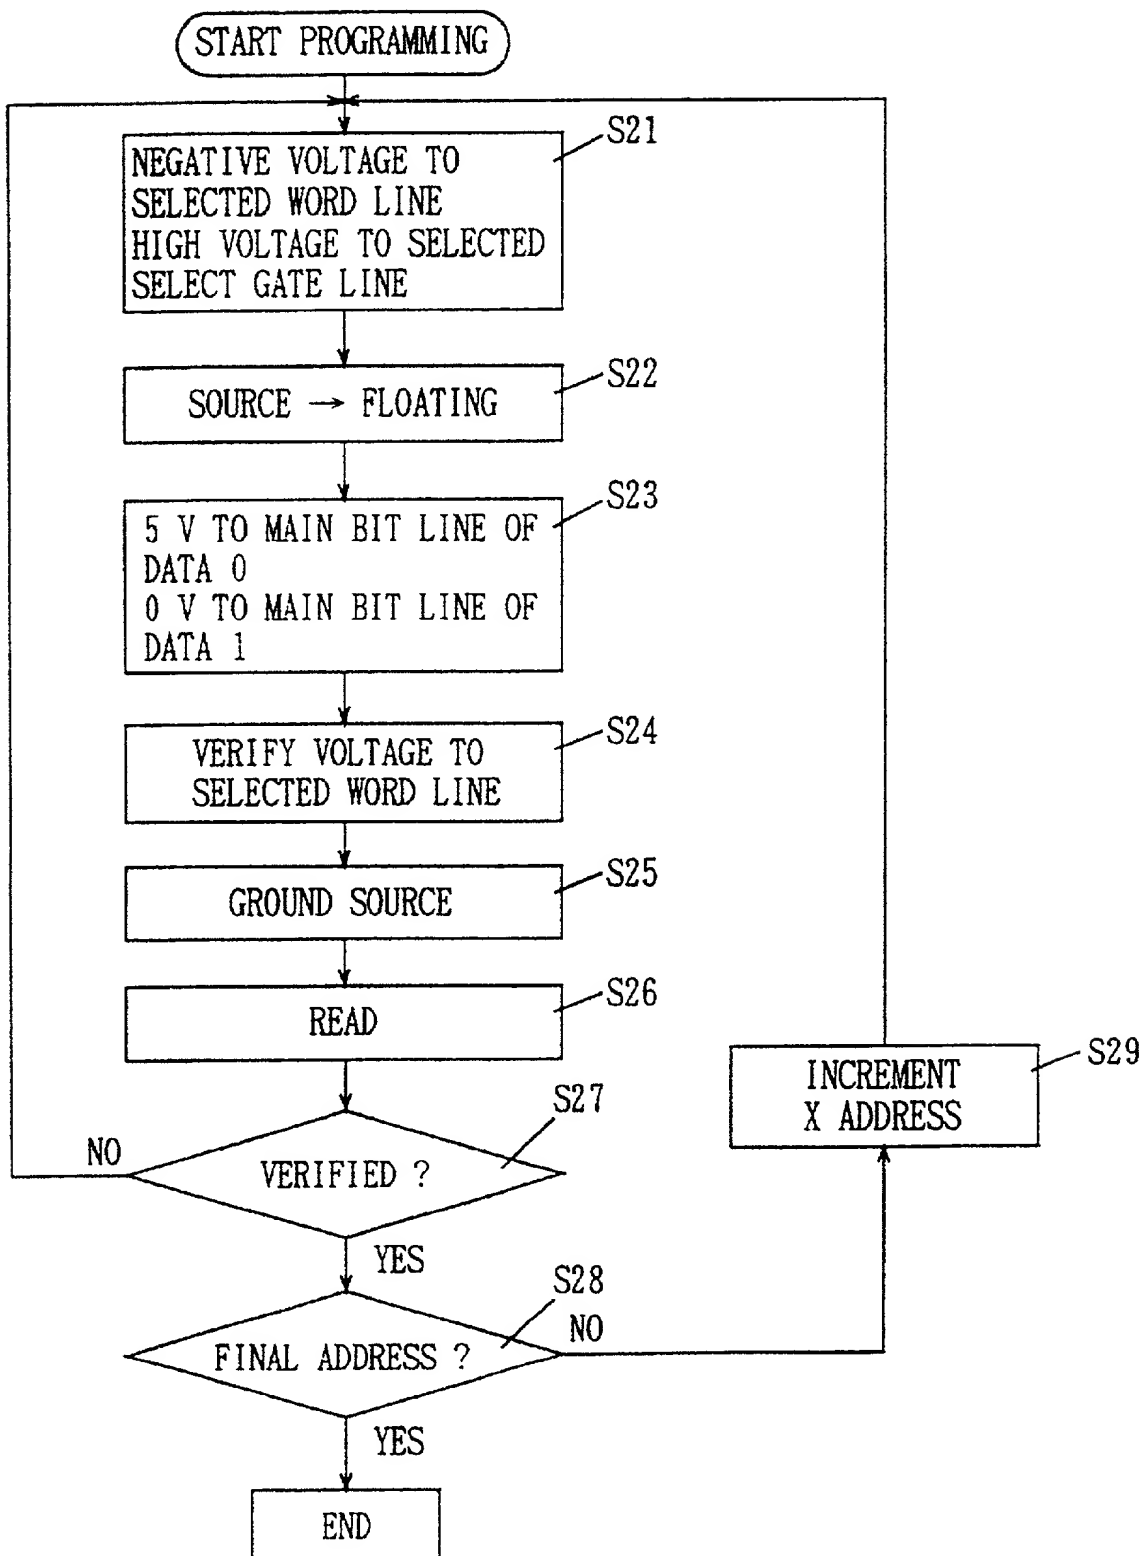 START PROGRAMMING
S21
NEGATIVE VOLTAGE TO
SELECTED WORD LINE
HIGH VOLTAGE TO SELECTED
SELECT GATE LINE
S22
SOURCE → FLOATING
S23
5 V TO MAIN BIT LINE OF
DATA 0
0 V TO MAIN BIT LINE OF
DATA 1
S24
VERIFY VOLTAGE TO
SELECTED WORD LINE
S25
GROUND SOURCE
S26
READ
S29
INCREMENT
X ADDRESS
S27
NO
VERIFIED ?
YES
S28
NO
FINAL ADDRESS ?
YES
END